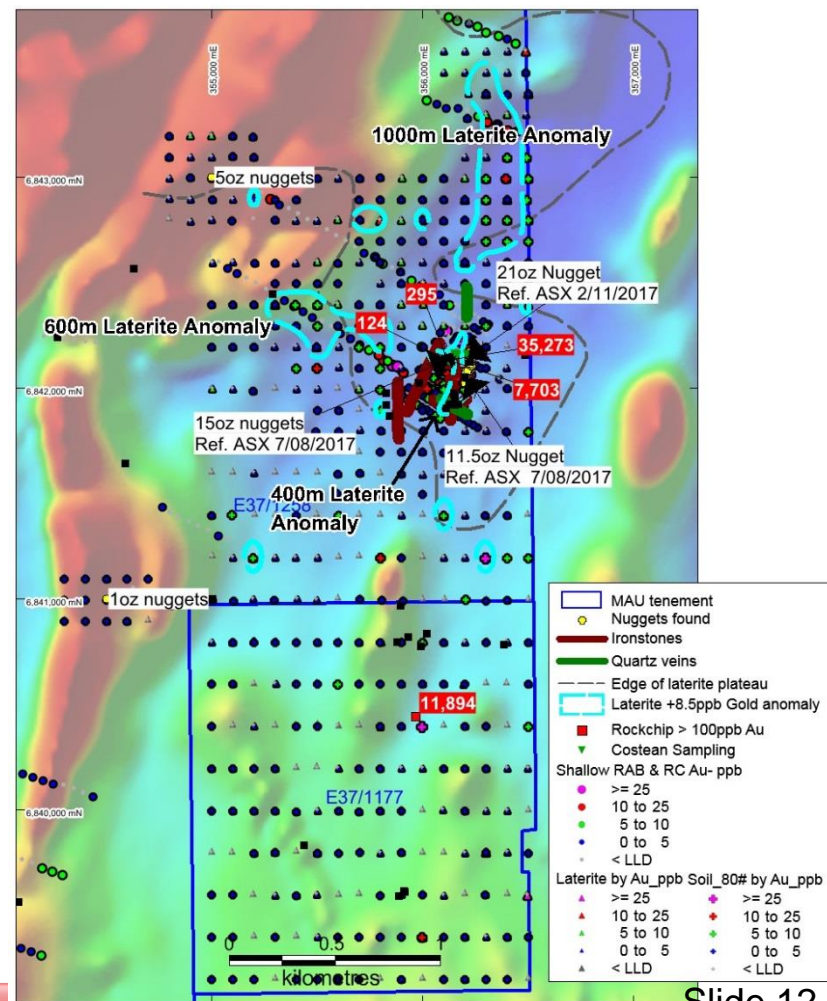 355,000 mE
356,000 mE
357,000 mE
1000m Laterite Anomaly
6,843,000 mN
5oz nuggets
21oz Nugget
Ref. ASX 2/11/2017
295
600m Laterite Anomaly
124
35,273
6,842,000 mN
7,703
15oz nuggets
Ref. ASX 7/08/2017
11.5oz Nugget
Ref. ASX 7/08/2017
400m Laterite
Anomaly
E37/1258
6,841,000 mN
1oz nuggets
11,894
E37/1177
6,840,000 mN
0 0.5 1
kilometres
MAU tenement
Nuggets found
Ironstones
Quartz veins
Edge of laterite plateau
Laterite +8.5ppb Gold anomaly
Rockchip > 100ppb Au
Costean Sampling
Shallow RAB & RC Au- ppb
>= 25
10 to 25
5 to 10
0 to 5
< LLD
Laterite by Au_ppb Soil_80# by Au_ppb
>= 25 >= 25
10 to 25 10 to 25
5 to 10 5 to 10
0 to 5 0 to 5
< LLD < LLD
Slide 12